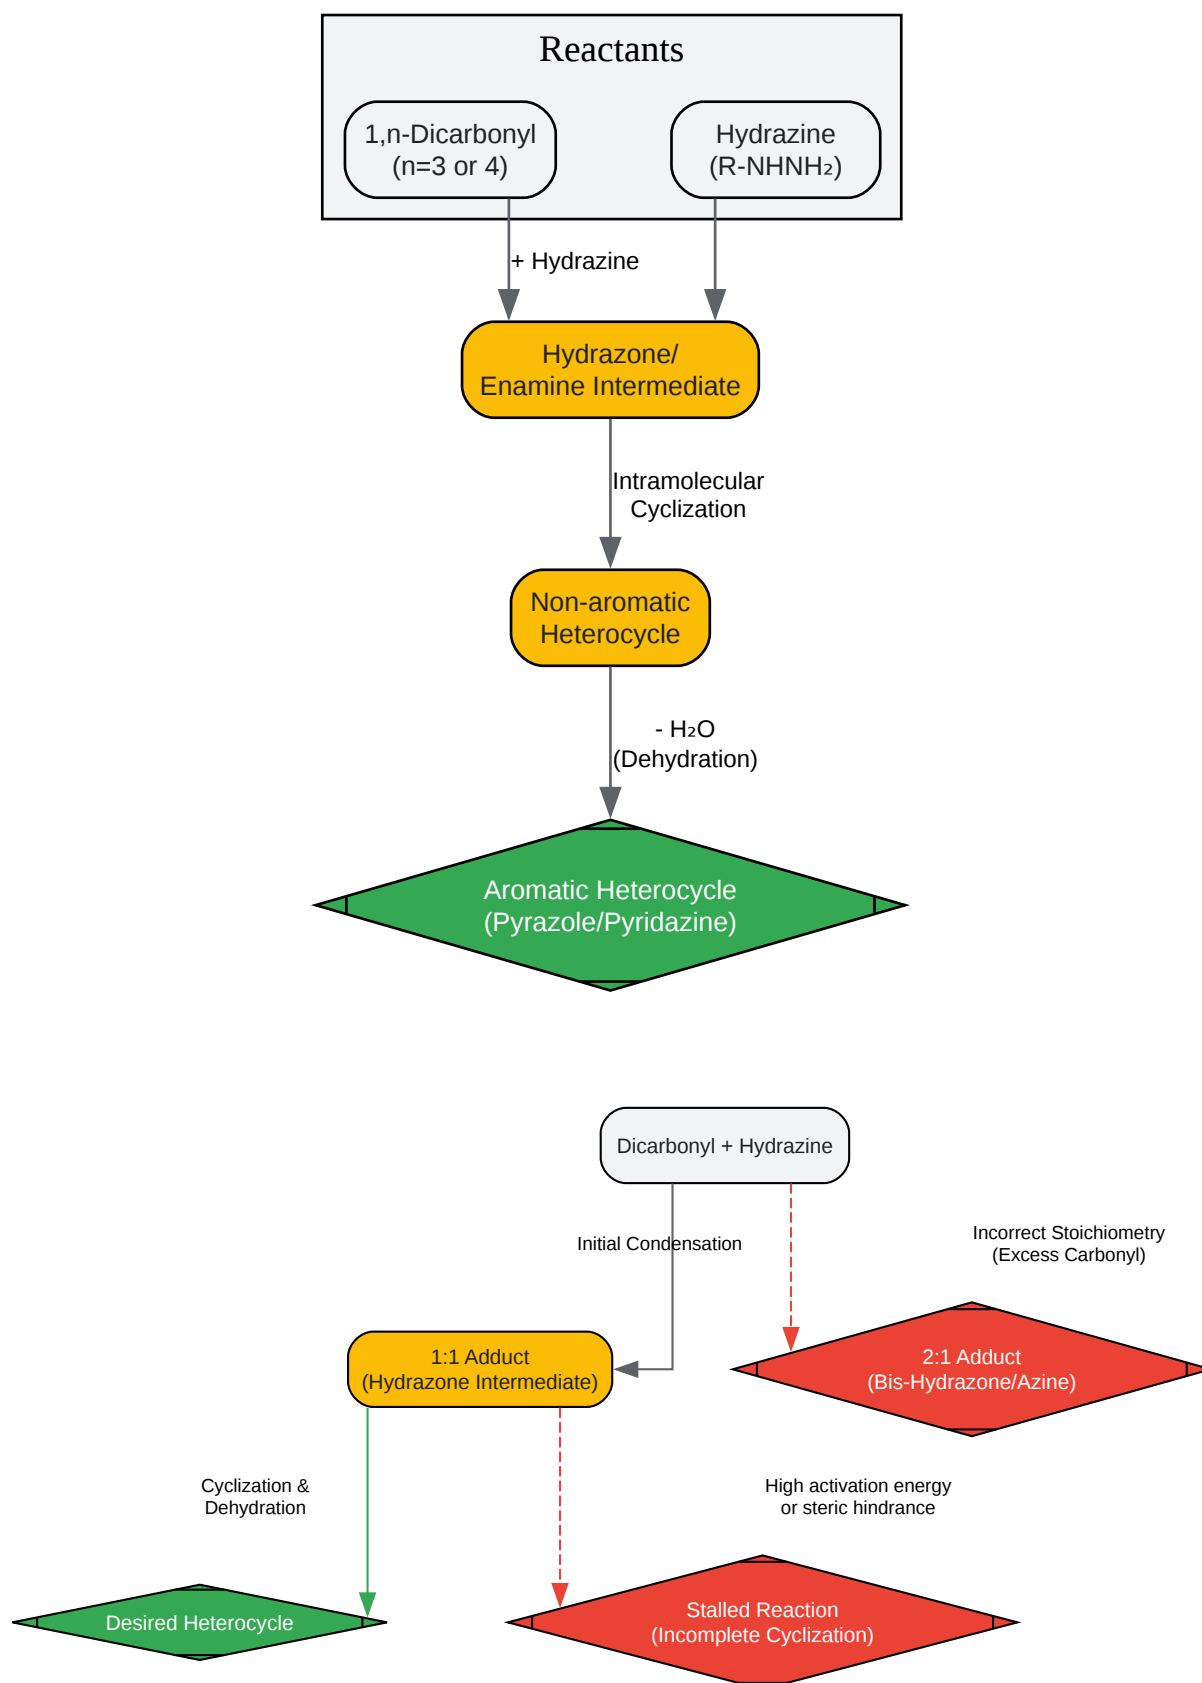 Reactants
1,n-Dicarbonyl
(n=3 or 4)
Hydrazine
(R-NHNH₂)
+ Hydrazine
Hydrazone/
Enamine Intermediate
Intramolecular
Cyclization
Non-aromatic
Heterocycle
- H₂O
(Dehydration)
Aromatic Heterocycle
(Pyrazole/Pyridazine)
Dicarbonyl + Hydrazine
Initial Condensation
Incorrect Stoichiometry
(Excess Carbonyl)
1:1 Adduct
(Hydrazone Intermediate)
2:1 Adduct
(Bis-Hydrazone/Azine)
Cyclization &
Dehydration
High activation energy
or steric hindrance
Desired Heterocycle
Stalled Reaction
(Incomplete Cyclization)